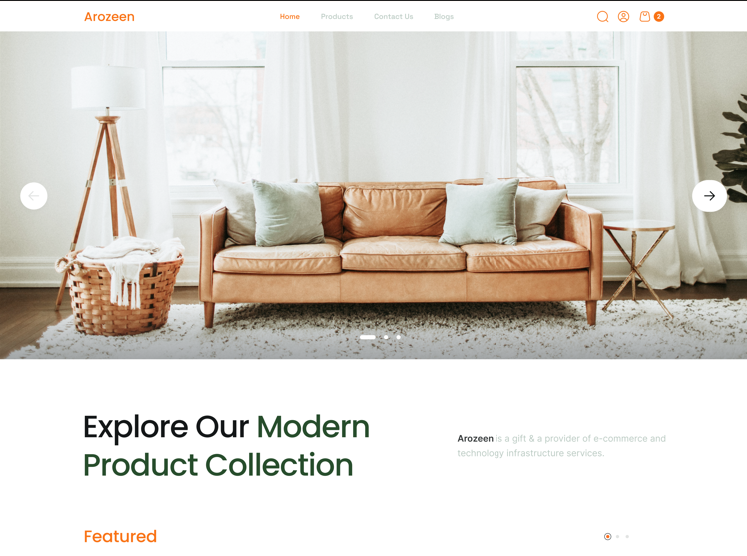 Arozeen
Home Products Contact Us Blogs
2
Explore Our Modern
Product Collection
Arozeen is a gift & a provider of e-commerce and
technology infrastructure services.
Featured